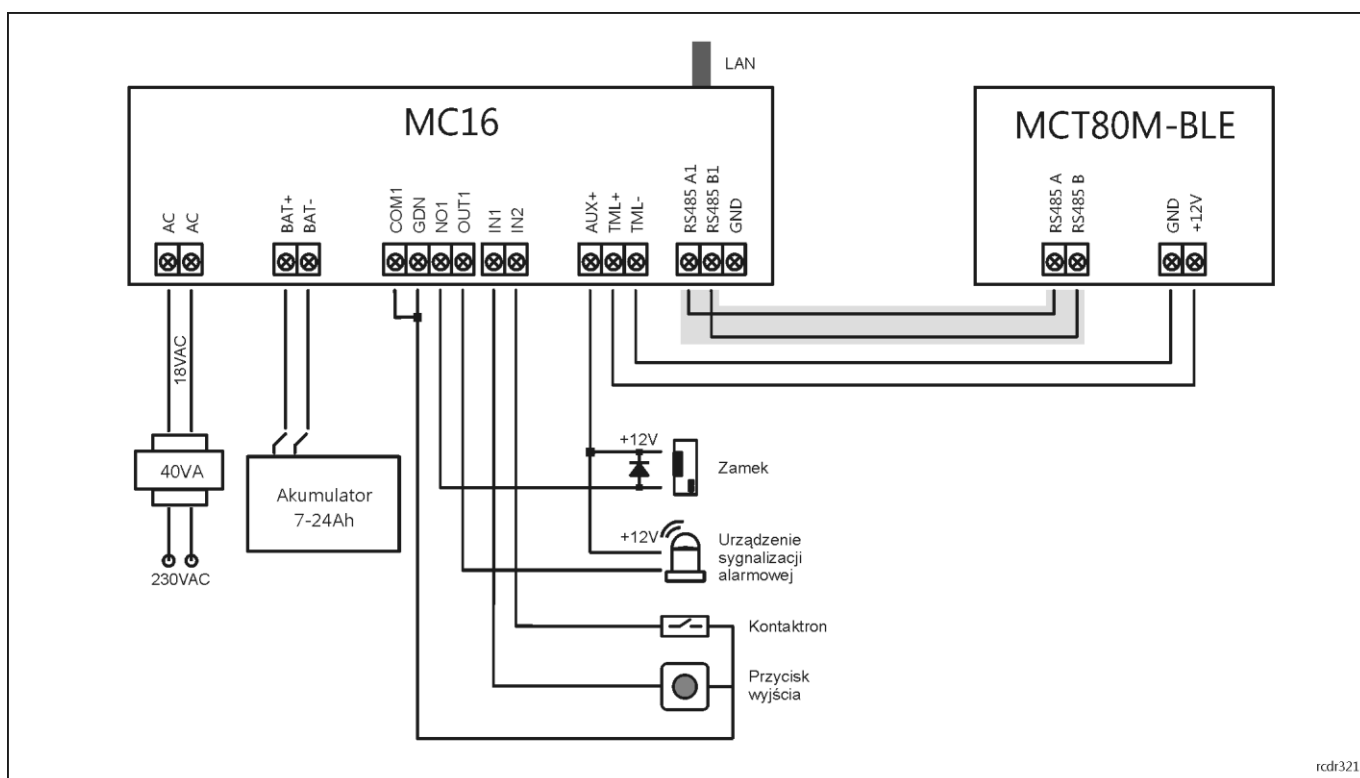 LAN
MC16
MCT80M-BLE
AC
AC
BAT+
BAT-
COM1
GDN
NO1
OUT1
IN1
IN2
AUX+
TML+
TML-
RS485 A1
RS485 B1
GND
RS485 A
RS485 B
GND
+12V
18VAC
40VA
230VAC
Akumulator
7-24Ah
+12V
Zamek
+12V
Urządzenie
sygnalizacji
alarmowej
Kontaktron
Przycisk
wyjścia
rcdr321